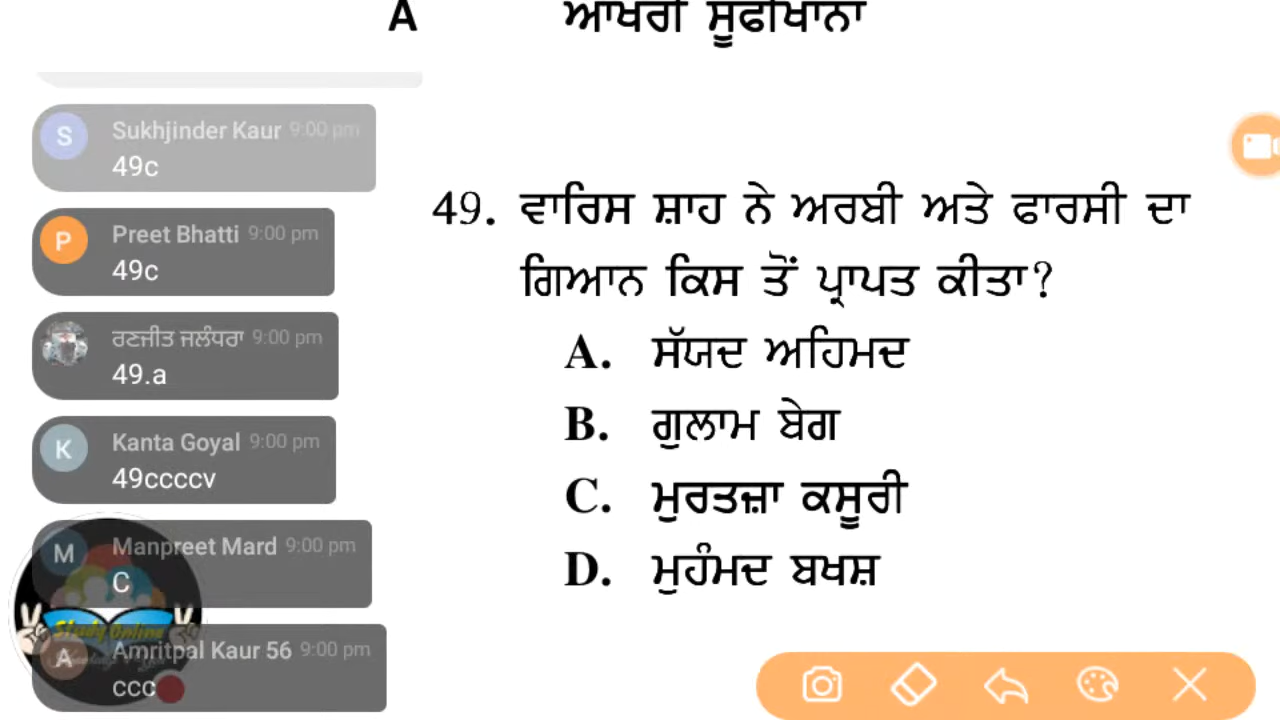 A ਆਖਰੀ ਸੂਫੀਖਾਨਾ
Sukhjinder Kaur 9:00 pm
49c
Preet Bhatti 9:00 pm
49c
ਰਣਜੀਤ ਜਲੰਧਰਾ 9:00 pm
49.a
Kanta Goyal 9:00 pm
49ccccv
Manpreet Mard 9:00 pm
C
Study Online
Amritpal Kaur 56 9:00 pm
ccc
49. ਵਾਰਿਸ ਸ਼ਾਹ ਨੇ ਅਰਬੀ ਅਤੇ ਫਾਰਸੀ ਦਾ
ਗਿਆਨ ਕਿਸ ਤੋਂ ਪ੍ਰਾਪਤ ਕੀਤਾ?
A. ਸੱਯਦ ਅਹਿਮਦ
B. ਗੁਲਾਮ ਬੇਗ
C. ਮੁਰਤਜ਼ਾ ਕਸੂਰੀ
D. ਮੁਹੰਮਦ ਬਖਸ਼